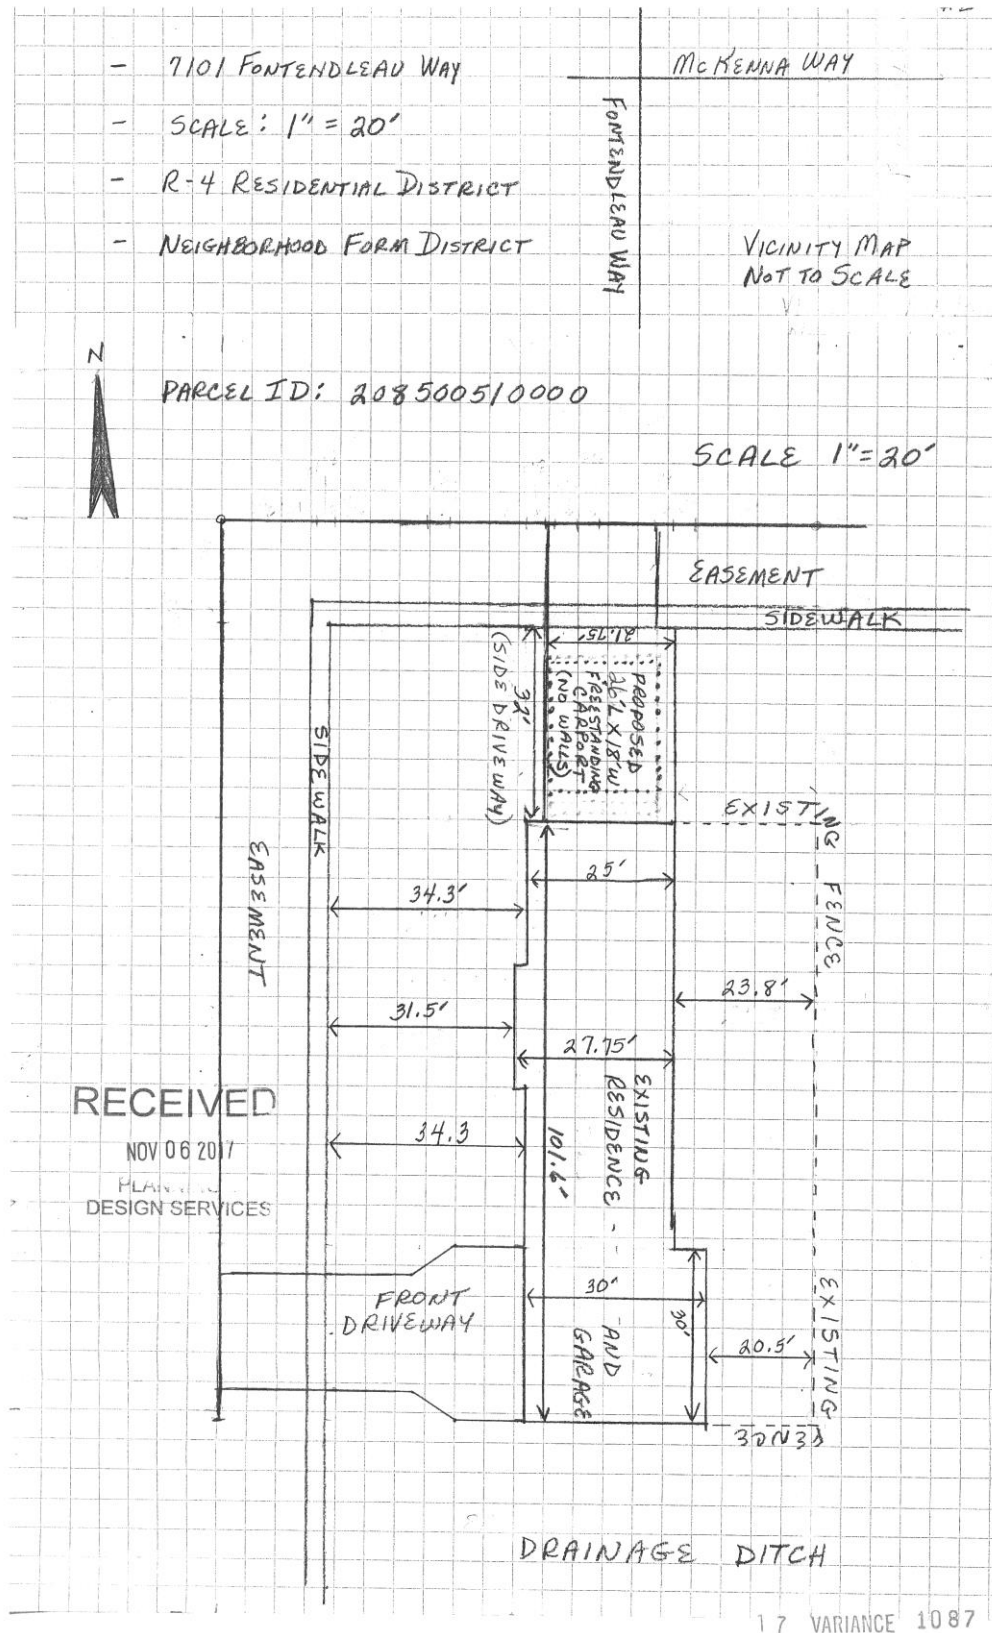 - 7101 FONTENDLEAU WAY
- SCALE: 1" = 20'
- R-4 RESIDENTIAL DISTRICT
- NEIGHBORHOOD FORM DISTRICT
McKENNA WAY
FONTENDLEAU WAY
VICINITY MAP
NOT TO SCALE
N
PARCEL ID: 208500510000
SCALE 1"=20'
EASEMENT
SIDEWALK
21.75'
32'
(SIDE DRIVEWAY)
PROPOSED
26'L X 18'W
FREESTANDING
CARPORT
(NO WALLS)
SIDEWALK
EASEMENT
EXISTING FENCE
25'
34.3'
23.8'
31.5'
27.75'
EXISTING
RESIDENCE -
34.3
101.6'
RECEIVED
NOV 06 2017
DESIGN SERVICES
FRONT
DRIVEWAY
30'
30'
AND
GARAGE
20.5'
EXISTING
FENCE
DRAINAGE DITCH
17 VARIANCE 1087